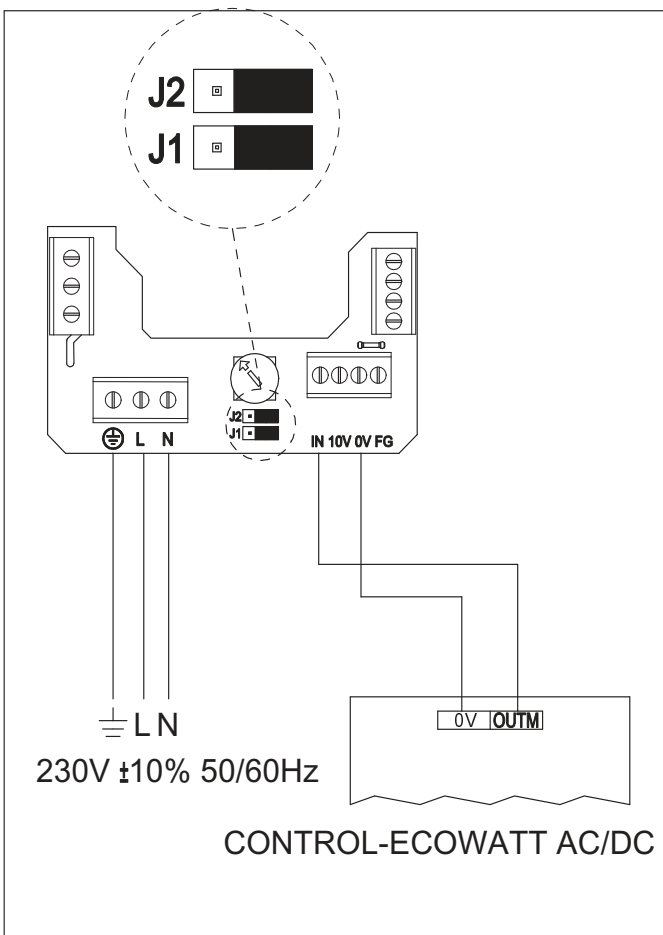 J2
J1
J2
J1
L N
IN 10V 0V FG
L N
230V ±10% 50/60Hz
0V OUTM
CONTROL-ECOWATT AC/DC